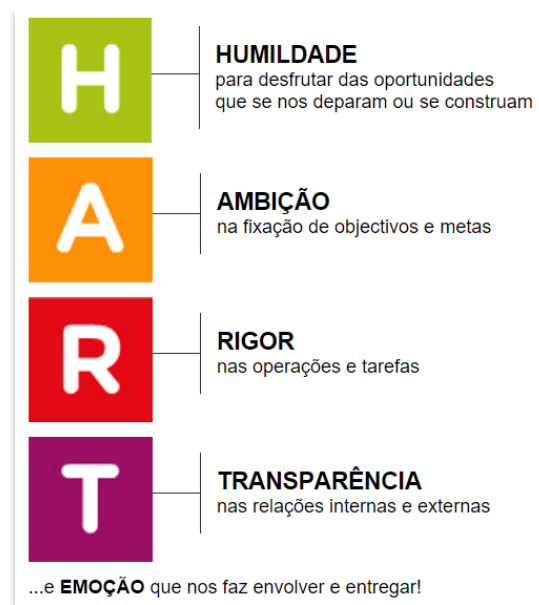 H
HUMILDADE
para desfrutar das oportunidades
que se nos deparam ou se construam
A
AMBIÇÃO
na fixação de objectivos e metas
R
RIGOR
nas operações e tarefas
T
TRANSPARÊNCIA
nas relações internas e externas
...e EMOÇÃO que nos faz envolver e entregar!